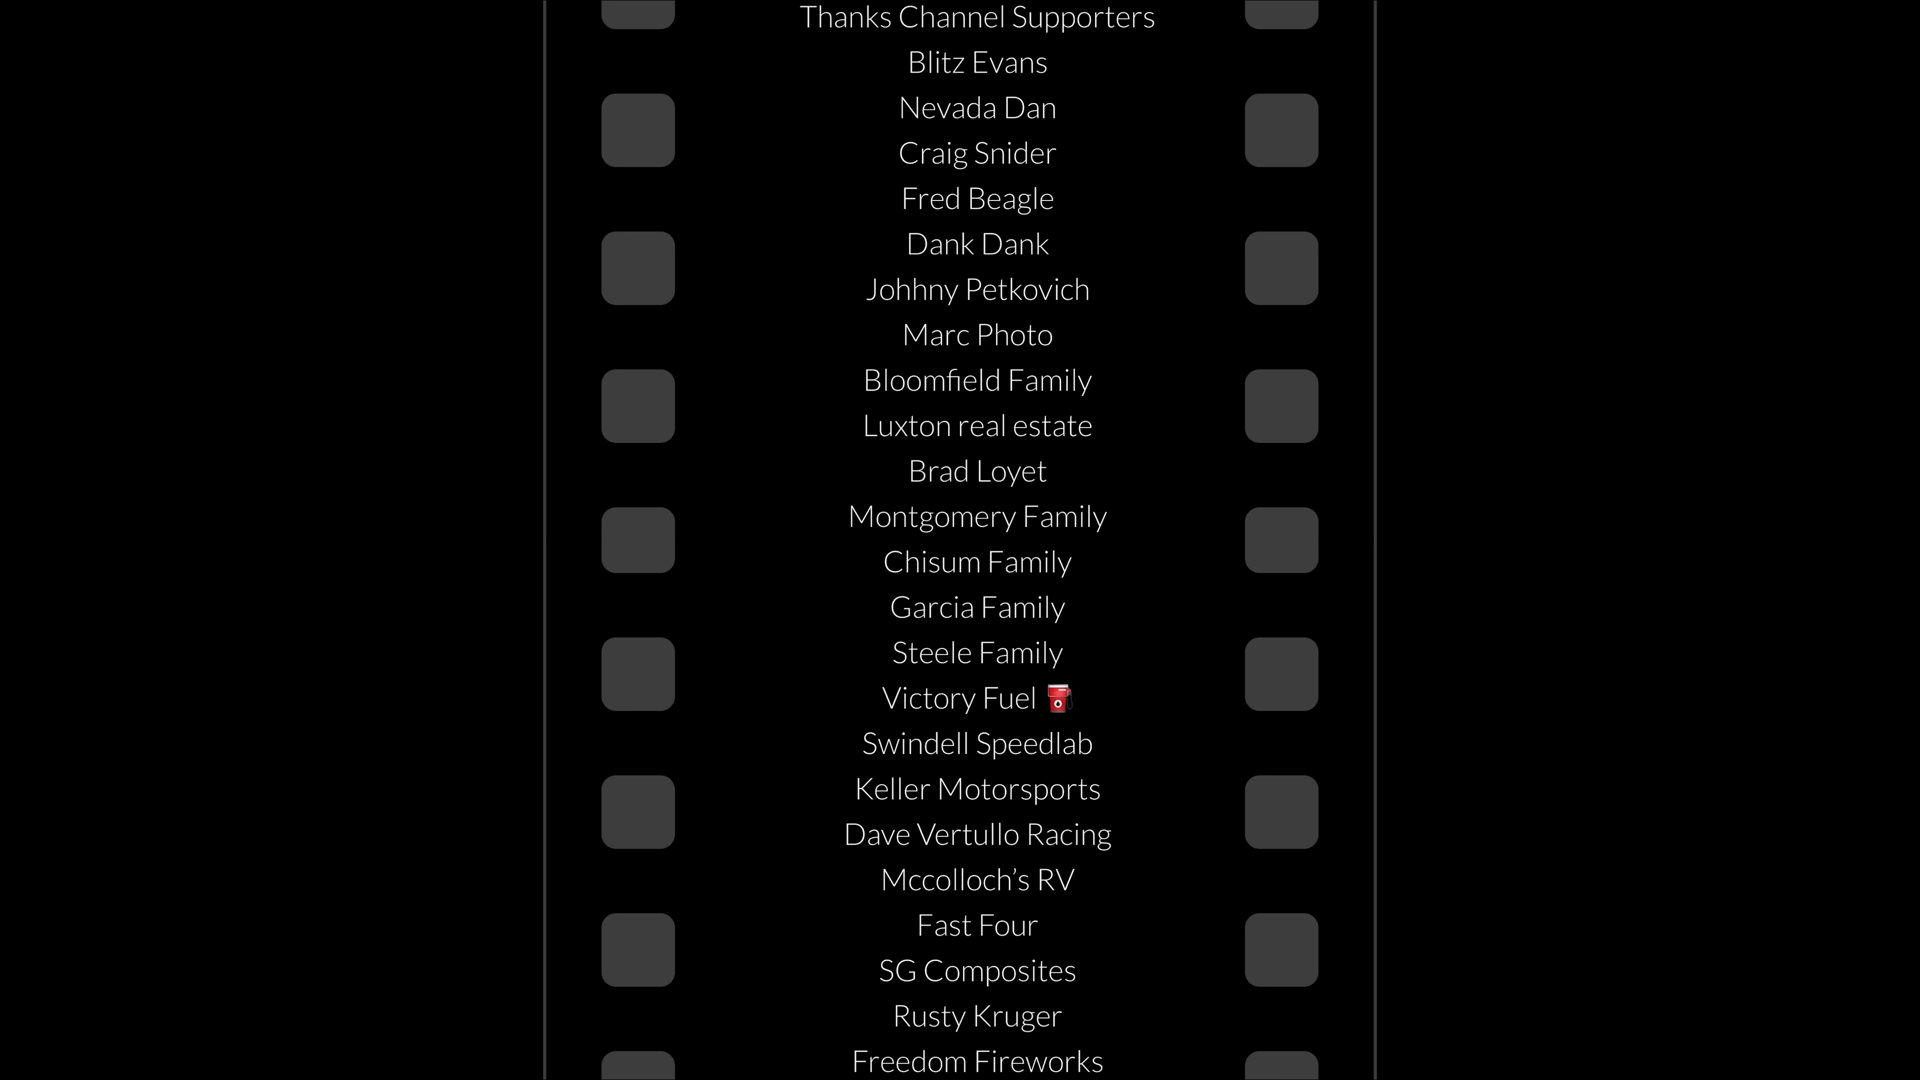 Thanks Channel Supporters
Blitz Evans
Nevada Dan
Craig Snider
Fred Beagle
Dank Dank
Johhny Petkovich
Marc Photo
Bloomfield Family
Luxton real estate
Brad Loyet
Montgomery Family
Chisum Family
Garcia Family
Steele Family
Victory Fuel ⛽
Swindell Speedlab
Keller Motorsports
Dave Vertullo Racing
Mccolloch’s RV
Fast Four
SG Composites
Rusty Kruger
Freedom Fireworks